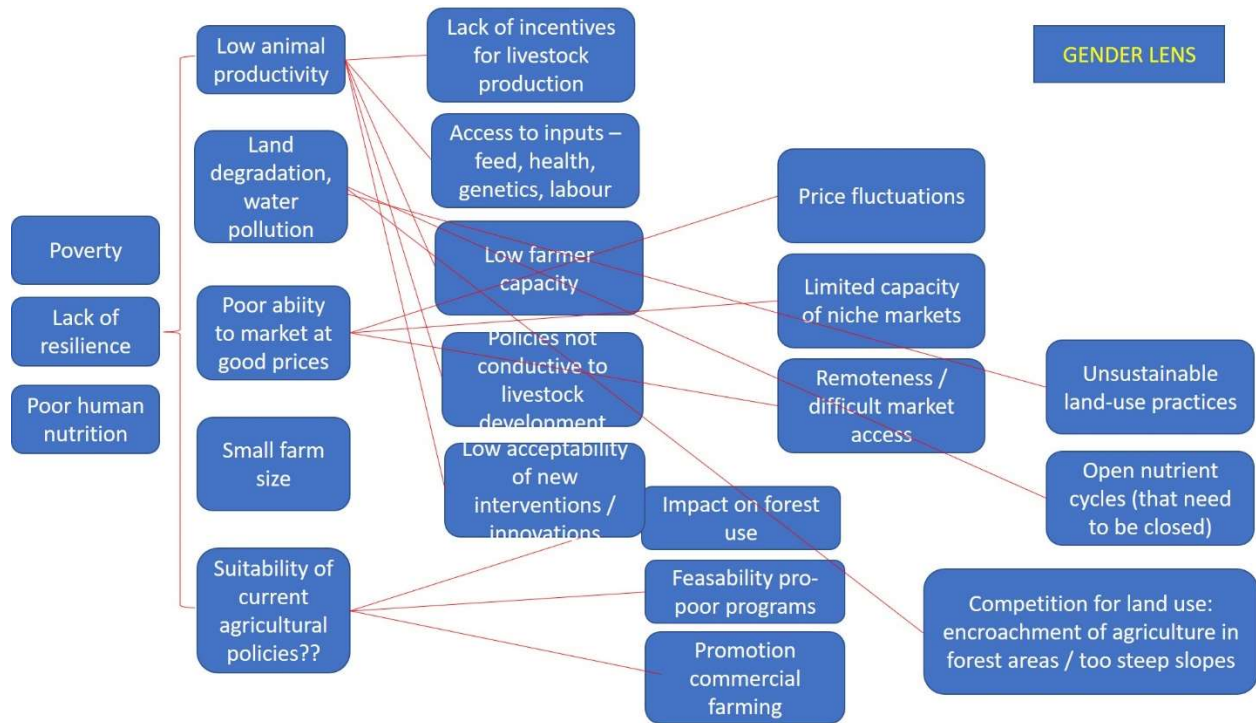 Poverty
Lack of
resilience
Poor human
nutrition
Low animal
productivity
Land
degradation,
water
pollution
Poor abiity
to market at
good prices
Small farm
size
Suitability of
current
agricultural
policies??
Lack of incentives
for livestock
production
Access to inputs –
feed, health,
genetics, labour
Low farmer
capacity
Policies not
conductive to
livestock
development
Low acceptability
of new
interventions /
innovations
Impact on forest
use
Feasability pro-
poor programs
Promotion
commercial
farming
Price fluctuations
Limited capacity
of niche markets
Remoteness /
difficult market
access
GENDER LENS
Unsustainable
land-use practices
Open nutrient
cycles (that need
to be closed)
Competition for land use:
encroachment of agriculture in
forest areas / too steep slopes